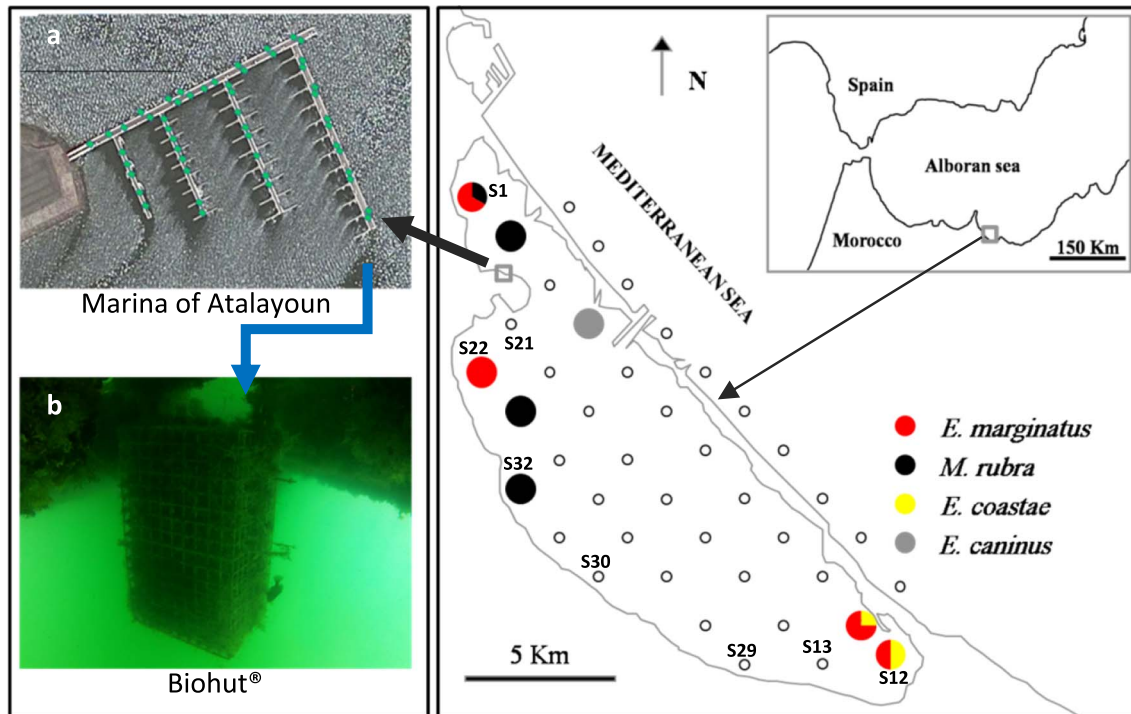 a
Marina of Atalayoun
b
Biohut®
N
MEDITERRANEAN SEA
Spain
Alboran sea
Morocco
150 Km
S1
S21
S22
S32
S30
S29
S13
S12
E. marginatus
M. rubra
E. coastae
E. caninus
5 Km